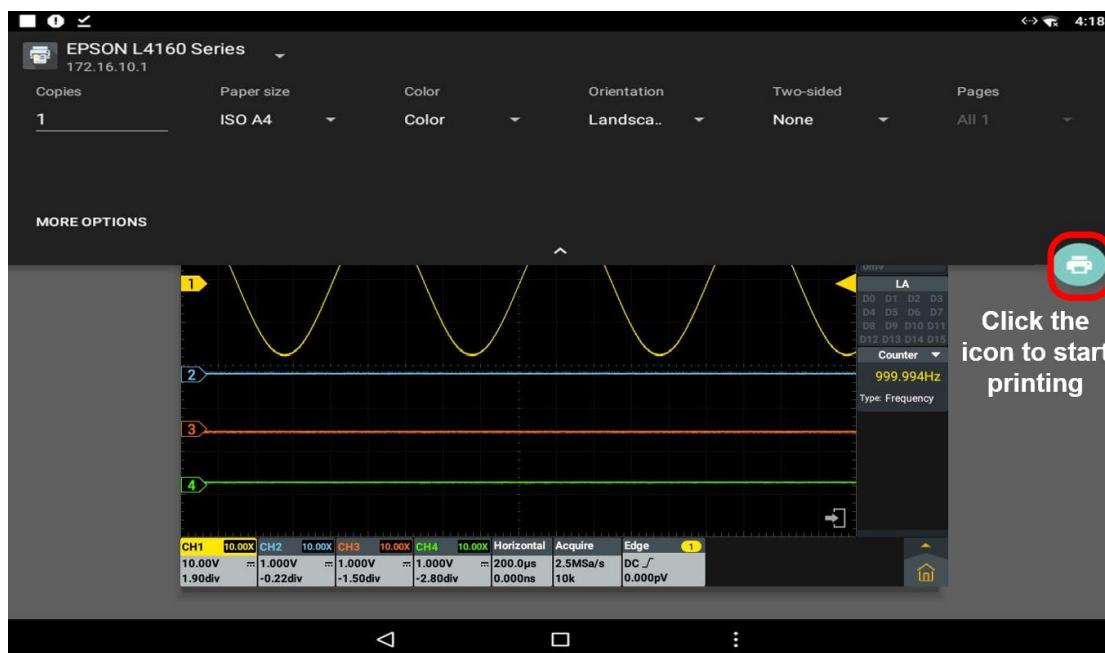 4:18
EPSON L4160 Series
172.16.10.1
Copies Paper size Color Orientation Two-sided Pages
1 ISO A4 Color Landsca.. None All 1
MORE OPTIONS
1
0mV
LA
D0 D1 D2 D3
D4 D5 D6 D7
D8 D9 D10 D11
D12 D13 D14 D15
Counter
999.994Hz
Type: Frequency
Click the
icon to start
printing
2
3
4
CH1 10.00X CH2 10.00X CH3 10.00X CH4 10.00X Horizontal Acquire Edge 1
10.00V 1.000V 1.000V 1.000V 200.0μs 2.5MSa/s DC
1.90div -0.22div -1.50div -2.80div 0.000ns 10k 0.000pV